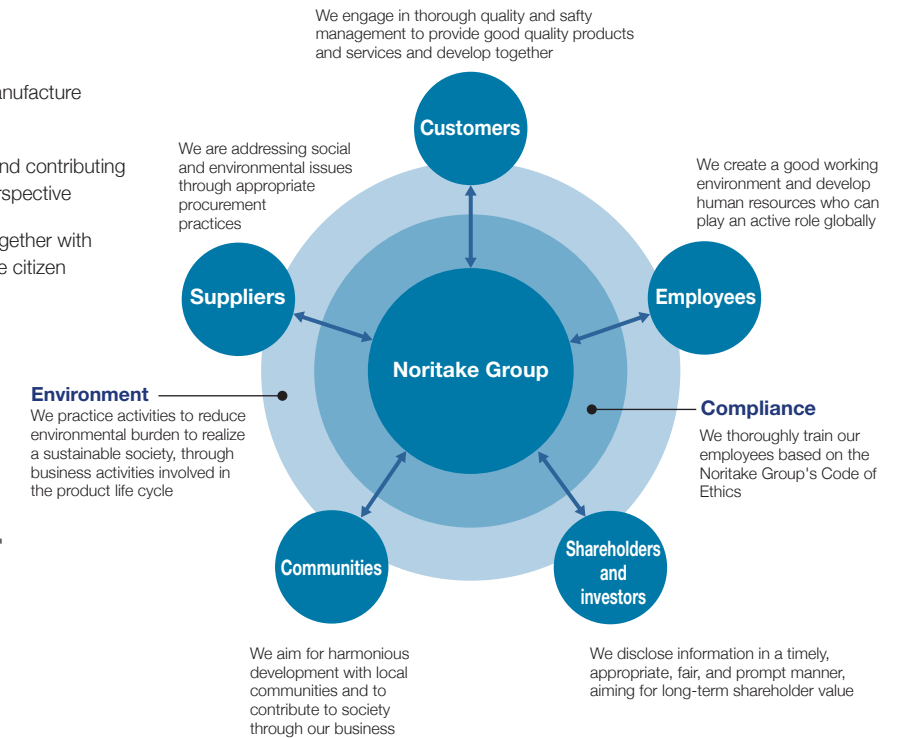 We engage in thorough quality and safty
management to provide good quality products
and services and develop together
anufacture
nd contributing
rspective
gether with
e citizen
Customers
We are addressing social
and environmental issues
through appropriate
procurement
practices
We create a good working
environment and develop
human resources who can
play an active role globally
Suppliers
Employees
Noritake Group
Environment
We practice activities to reduce
environmental burden to realize
a sustainable society, through
business activities involved in
the product life cycle
Compliance
We thoroughly train our
employees based on the
Noritake Group's Code of
Ethics
Communities
Shareholders
and
investors
We aim for harmonious
development with local
communities and to
contribute to society
through our business
We disclose information in a timely,
appropriate, fair, and prompt manner,
aiming for long-term shareholder value